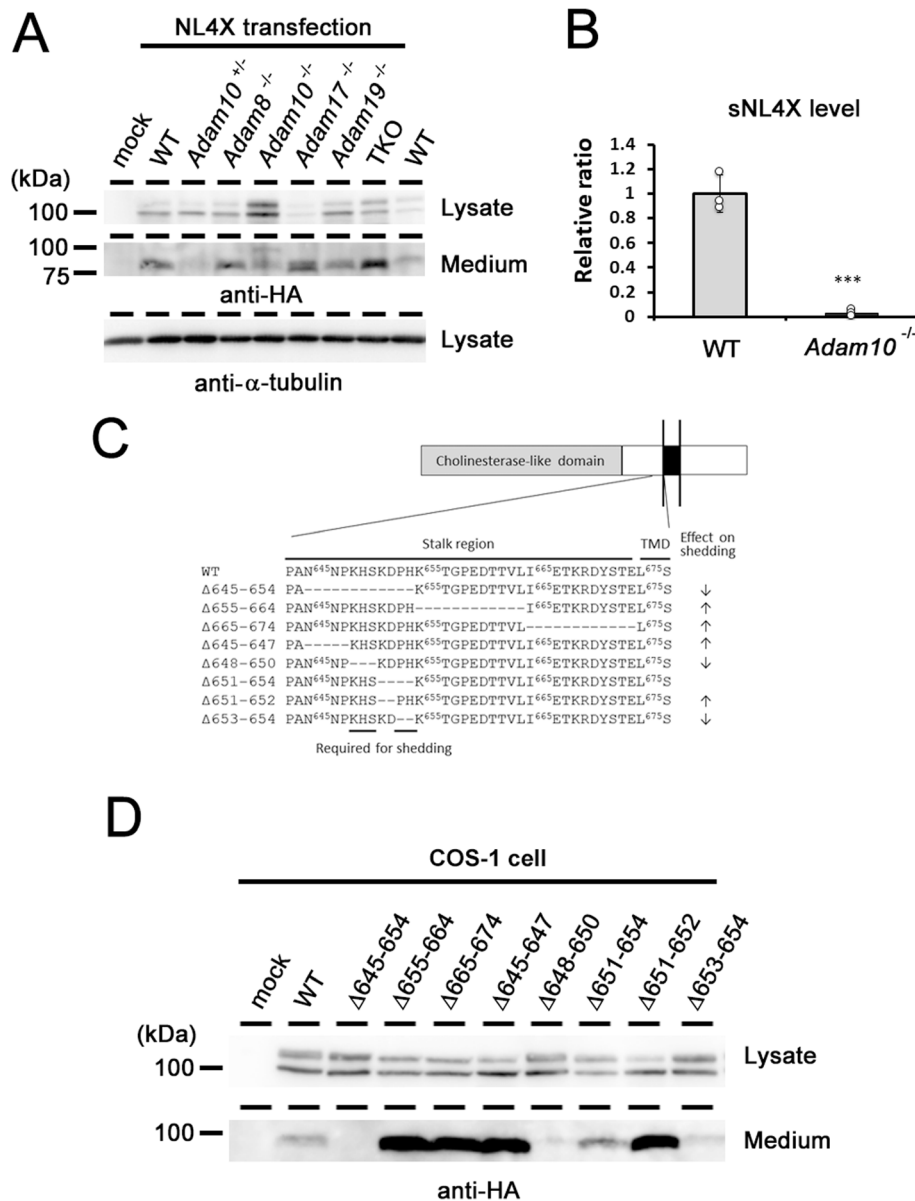 A
NL4X transfection
mock
WT
Adam10 +/-
Adam8 -/-
Adam10 -/-
Adam17 -/-
Adam19 -/-
TKO
WT
(kDa)
100
Lysate
100
75
Medium
anti-HA
Lysate
anti-α-tubulin
B
sNL4X level
Relative ratio
1.4
1.2
1
0.8
0.6
0.4
0.2
0
***
WT
Adam10 -/-
C
Cholinesterase-like domain
Stalk region
TMD
Effect on
shedding
WT PAN⁶⁴⁵NPKHSKDPHK⁶⁵⁵TGPEDTTVLI⁶⁶⁵ETKRDYSTEL⁶⁷⁵S
Δ645-654 PA-----------K⁶⁵⁵TGPEDTTVLI⁶⁶⁵ETKRDYSTEL⁶⁷⁵S ↓
Δ655-664 PAN⁶⁴⁵NPKHSKDPH-----------I⁶⁶⁵ETKRDYSTEL⁶⁷⁵S ↑
Δ665-674 PAN⁶⁴⁵NPKHSKDPHK⁶⁵⁵TGPEDTTVL-----------L⁶⁷⁵S ↑
Δ645-647 PA-----KHSKDPHK⁶⁵⁵TGPEDTTVLI⁶⁶⁵ETKRDYSTEL⁶⁷⁵S ↑
Δ648-650 PAN⁶⁴⁵NP---KDPHK⁶⁵⁵TGPEDTTVLI⁶⁶⁵ETKRDYSTEL⁶⁷⁵S ↓
Δ651-654 PAN⁶⁴⁵NPKHS----K⁶⁵⁵TGPEDTTVLI⁶⁶⁵ETKRDYSTEL⁶⁷⁵S
Δ651-652 PAN⁶⁴⁵NPKHS--PHK⁶⁵⁵TGPEDTTVLI⁶⁶⁵ETKRDYSTEL⁶⁷⁵S ↑
Δ653-654 PAN⁶⁴⁵NPKHSKD--K⁶⁵⁵TGPEDTTVLI⁶⁶⁵ETKRDYSTEL⁶⁷⁵S ↓
Required for shedding
D
COS-1 cell
mock
WT
Δ645-654
Δ655-664
Δ665-674
Δ645-647
Δ648-650
Δ651-654
Δ651-652
Δ653-654
(kDa)
100
Lysate
100
Medium
anti-HA